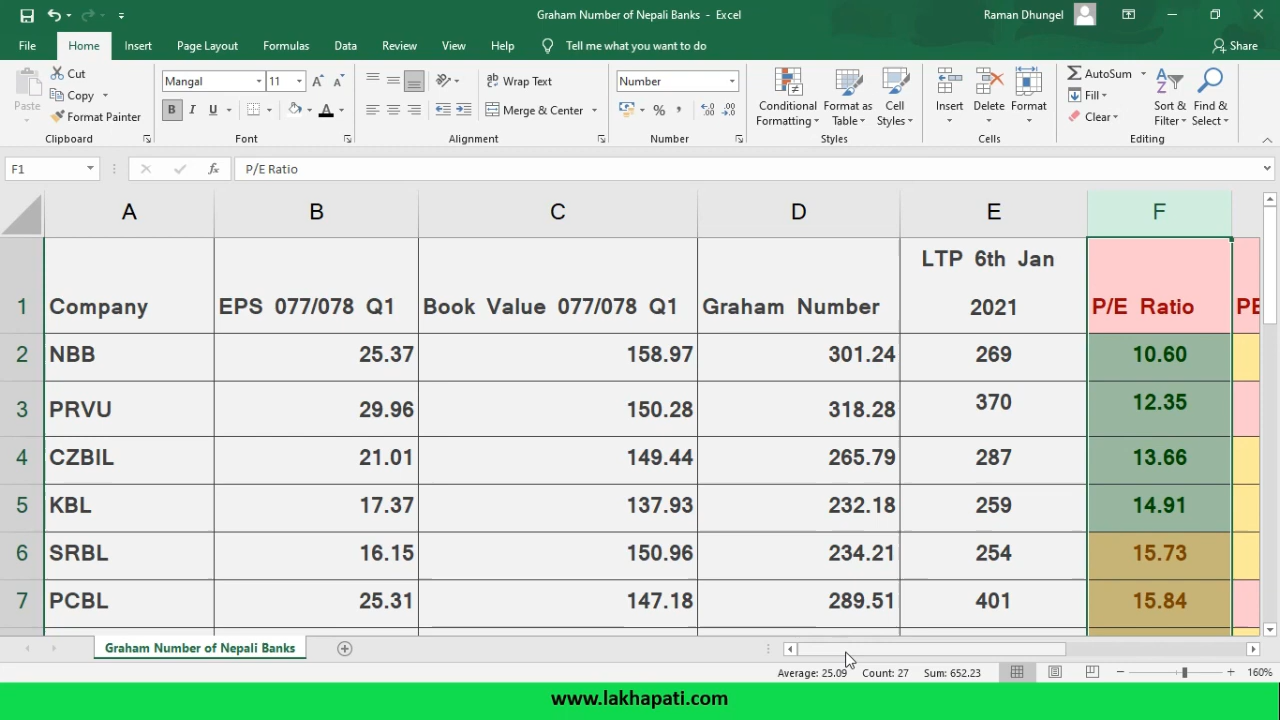 Graham Number of Nepali Banks - Excel
Raman Dhungel
File Home Insert Page Layout Formulas Data Review View Help Tell me what you want to do Share
Paste
Cut
Copy
Format Painter
Clipboard
Mangal 11
B I U
Font
Wrap Text
Merge & Center
Alignment
Number
Number
Conditional Formatting
Format as Table
Cell Styles
Styles
Insert Delete Format
Cells
AutoSum
Fill
Clear
Sort & Filter
Find & Select
Editing
F1 fx P/E Ratio
A B C D E F
1 Company EPS 077/078 Q1 Book Value 077/078 Q1 Graham Number LTP 6th Jan 2021 P/E Ratio
2 NBB 25.37 158.97 301.24 269 10.60
3 PRVU 29.96 150.28 318.28 370 12.35
4 CZBIL 21.01 149.44 265.79 287 13.66
5 KBL 17.37 137.93 232.18 259 14.91
6 SRBL 16.15 150.96 234.21 254 15.73
7 PCBL 25.31 147.18 289.51 401 15.84
Graham Number of Nepali Banks
Average: 25.09 Count: 27 Sum: 652.23 160%
www.lakhapati.com